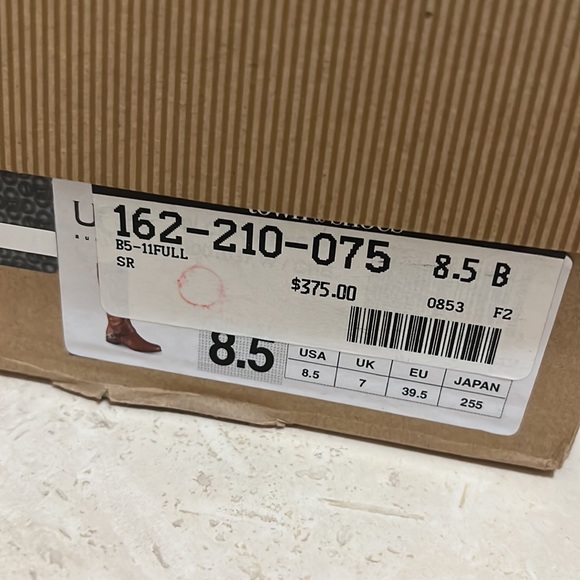 U
162-210-075 8.5 B
B5-11FULL
SR
$375.00
0853 F2
8.5
USA UK EU JAPAN
8.5 7 39.5 255